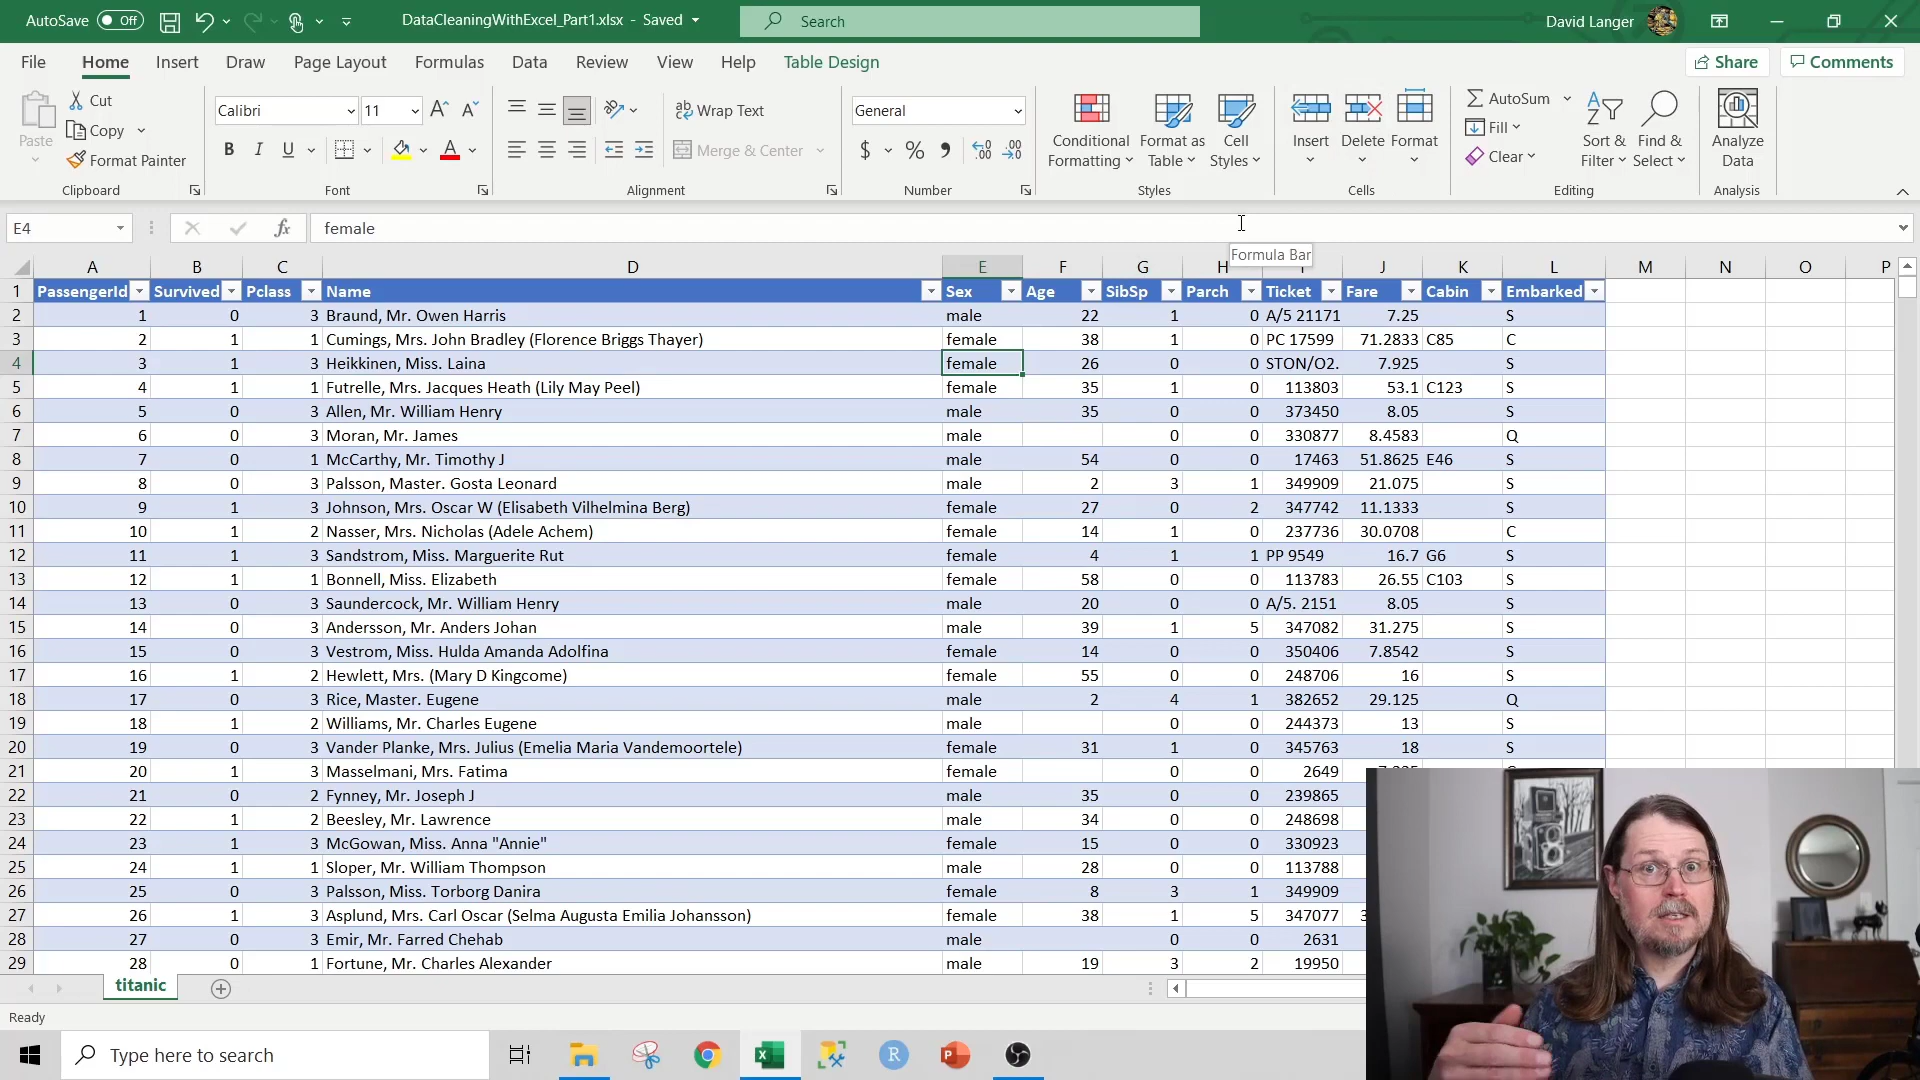 AutoSave Off DataCleaningWithExcel_Part1.xlsx - Saved Search David Langer
File Home Insert Draw Page Layout Formulas Data Review View Help Table Design Share Comments
Paste Cut Copy Format Painter Clipboard
Calibri 11 B I U A Font
ab Wrap Text Merge & Center Alignment
General $ % Number
Conditional Formatting Format as Table Cell Styles Styles
Insert Delete Format Cells
AutoSum Fill Clear Sort & Filter Find & Select Editing
Analyze Data Analysis
E4 fx female
Formula Bar
A B C D E F G H I J K L M N O P
1 PassengerId Survived Pclass Name Sex Age SibSp Parch Ticket Fare Cabin Embarked
2 1 0 3 Braund, Mr. Owen Harris male 22 1 0 A/5 21171 7.25 S
3 2 1 1 Cumings, Mrs. John Bradley (Florence Briggs Thayer) female 38 1 0 PC 17599 71.2833 C85 C
4 3 1 3 Heikkinen, Miss. Laina female 26 0 0 STON/O2. 7.925 S
5 4 1 1 Futrelle, Mrs. Jacques Heath (Lily May Peel) female 35 1 0 113803 53.1 C123 S
6 5 0 3 Allen, Mr. William Henry male 35 0 0 373450 8.05 S
7 6 0 3 Moran, Mr. James male 0 0 330877 8.4583 Q
8 7 0 1 McCarthy, Mr. Timothy J male 54 0 0 17463 51.8625 E46 S
9 8 0 3 Palsson, Master. Gosta Leonard male 2 3 1 349909 21.075 S
10 9 1 3 Johnson, Mrs. Oscar W (Elisabeth Vilhelmina Berg) female 27 0 2 347742 11.1333 S
11 10 1 2 Nasser, Mrs. Nicholas (Adele Achem) female 14 1 0 237736 30.0708 C
12 11 1 3 Sandstrom, Miss. Marguerite Rut female 4 1 1 PP 9549 16.7 G6 S
13 12 1 1 Bonnell, Miss. Elizabeth female 58 0 0 113783 26.55 C103 S
14 13 0 3 Saundercock, Mr. William Henry male 20 0 0 A/5. 2151 8.05 S
15 14 0 3 Andersson, Mr. Anders Johan male 39 1 5 347082 31.275 S
16 15 0 3 Vestrom, Miss. Hulda Amanda Adolfina female 14 0 0 350406 7.8542 S
17 16 1 2 Hewlett, Mrs. (Mary D Kingcome) female 55 0 0 248706 16 S
18 17 0 3 Rice, Master. Eugene male 2 4 1 382652 29.125 Q
19 18 1 2 Williams, Mr. Charles Eugene male 0 0 244373 13 S
20 19 0 3 Vander Planke, Mrs. Julius (Emelia Maria Vandemoortele) female 31 1 0 345763 18 S
21 20 1 3 Masselmani, Mrs. Fatima female 0 0 2649
22 21 0 2 Fynney, Mr. Joseph J male 35 0 0 239865
23 22 1 2 Beesley, Mr. Lawrence male 34 0 0 248698
24 23 1 3 McGowan, Miss. Anna "Annie" female 15 0 0 330923
25 24 1 1 Sloper, Mr. William Thompson male 28 0 0 113788
26 25 0 3 Palsson, Miss. Torborg Danira female 8 3 1 349909
27 26 1 3 Asplund, Mrs. Carl Oscar (Selma Augusta Emilia Johansson) female 38 1 5 347077 3
28 27 0 3 Emir, Mr. Farred Chehab male 0 0 2631
29 28 0 1 Fortune, Mr. Charles Alexander male 19 3 2 19950
titanic
Ready
Type here to search